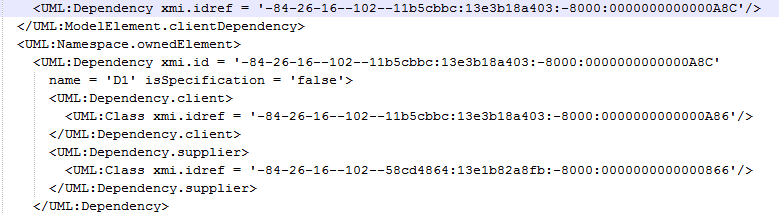 <UML:Dependency xmi.idref = '-84-26-16--102--11b5cbbc:13e3b18a403:-8000:0000000000000A8C'/>
</UML:ModelElement.clientDependency>
<UML:Namespace.ownedElement>
<UML:Dependency xmi.id = '-84-26-16--102--11b5cbbc:13e3b18a403:-8000:0000000000000A8C'
name = 'D1' isSpecification = 'false'>
<UML:Dependency.client>
<UML:Class xmi.idref = '-84-26-16--102--11b5cbbc:13e3b18a403:-8000:0000000000000A86'/>
</UML:Dependency.client>
<UML:Dependency.supplier>
<UML:Class xmi.idref = '-84-26-16--102--58cd4864:13e1b82a8fb:-8000:0000000000000866'/>
</UML:Dependency.supplier>
</UML:Dependency>